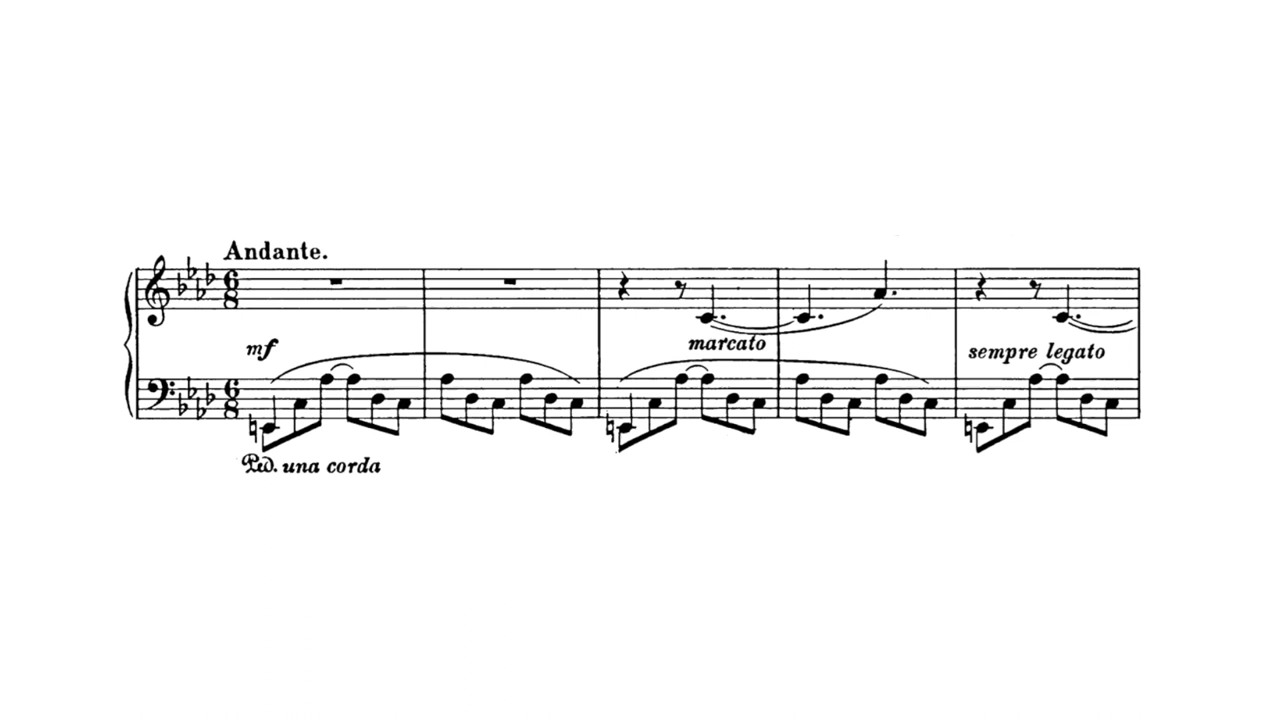 Andante.
6
8
mf
marcato
sempre legato
6
8
Ped. una corda